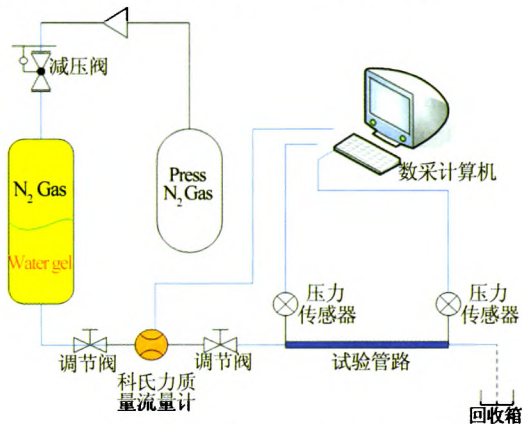 减压阀
N₂ Gas
Water gel
Press
N₂ Gas
数采计算机
压力
传感器
压力
传感器
调节阀
科氏力质
量流量计
调节阀
试验管路
回收箱